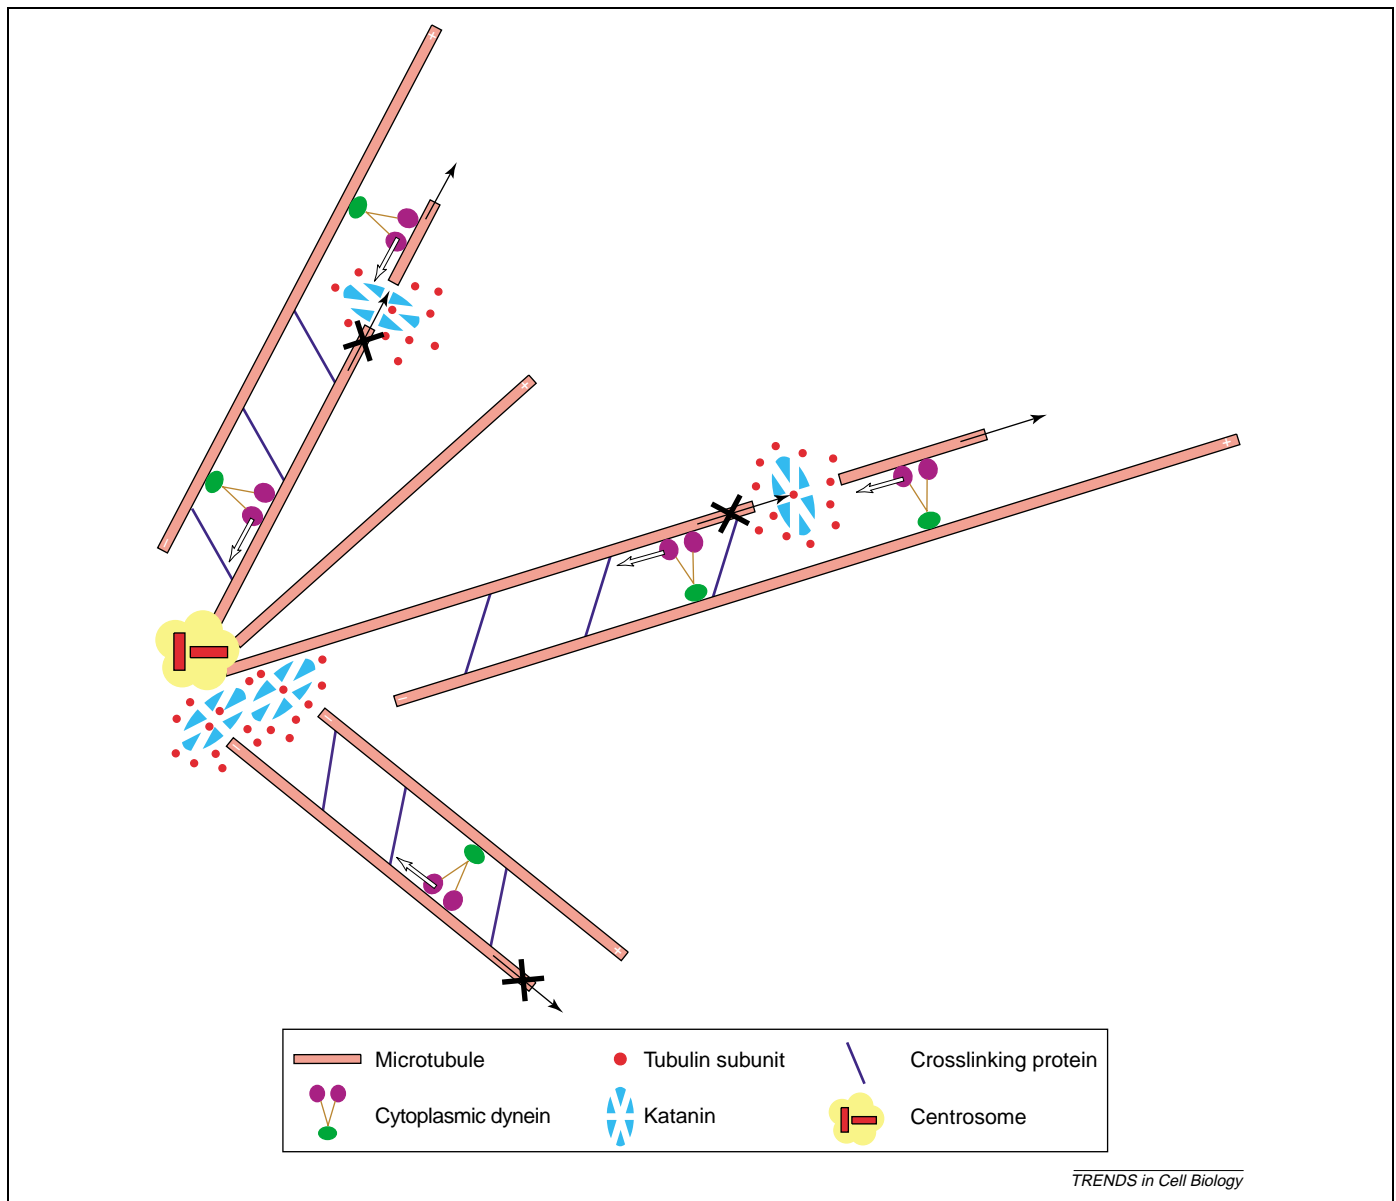 +
+
+
–
–
–
–
+
Microtubule
Tubulin subunit
Crosslinking protein
Cytoplasmic dynein
Katanin
Centrosome
TRENDS in Cell Biology